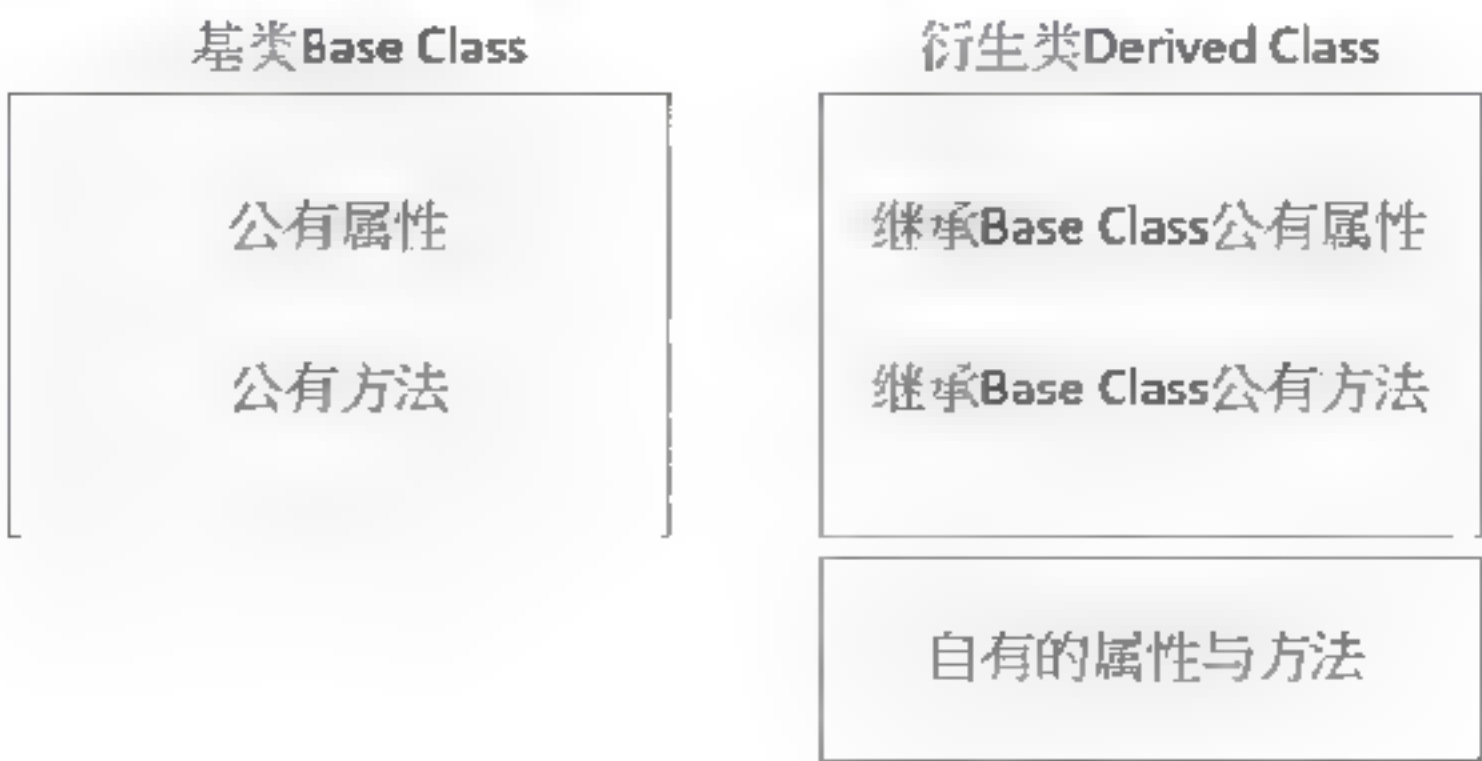 基类Base Class
公有属性
公有方法
衍生类Derived Class
继承Base Class公有属性
继承Base Class公有方法
自有的属性与方法